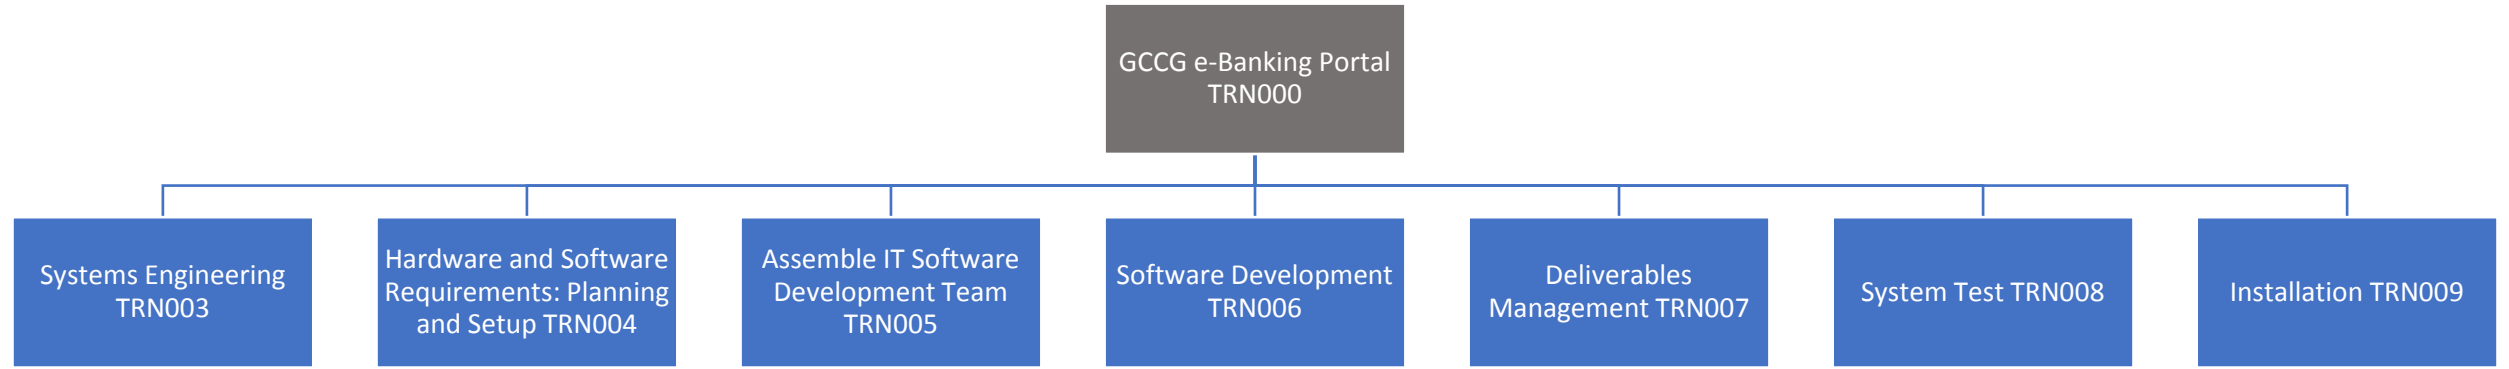 GCCG e-Banking Portal
TRN000
Systems Engineering
TRN003
Hardware and Software
Requirements: Planning
and Setup TRN004
Assemble IT Software
Development Team
TRN005
Software Development
TRN006
Deliverables
Management TRN007
System Test TRN008
Installation TRN009